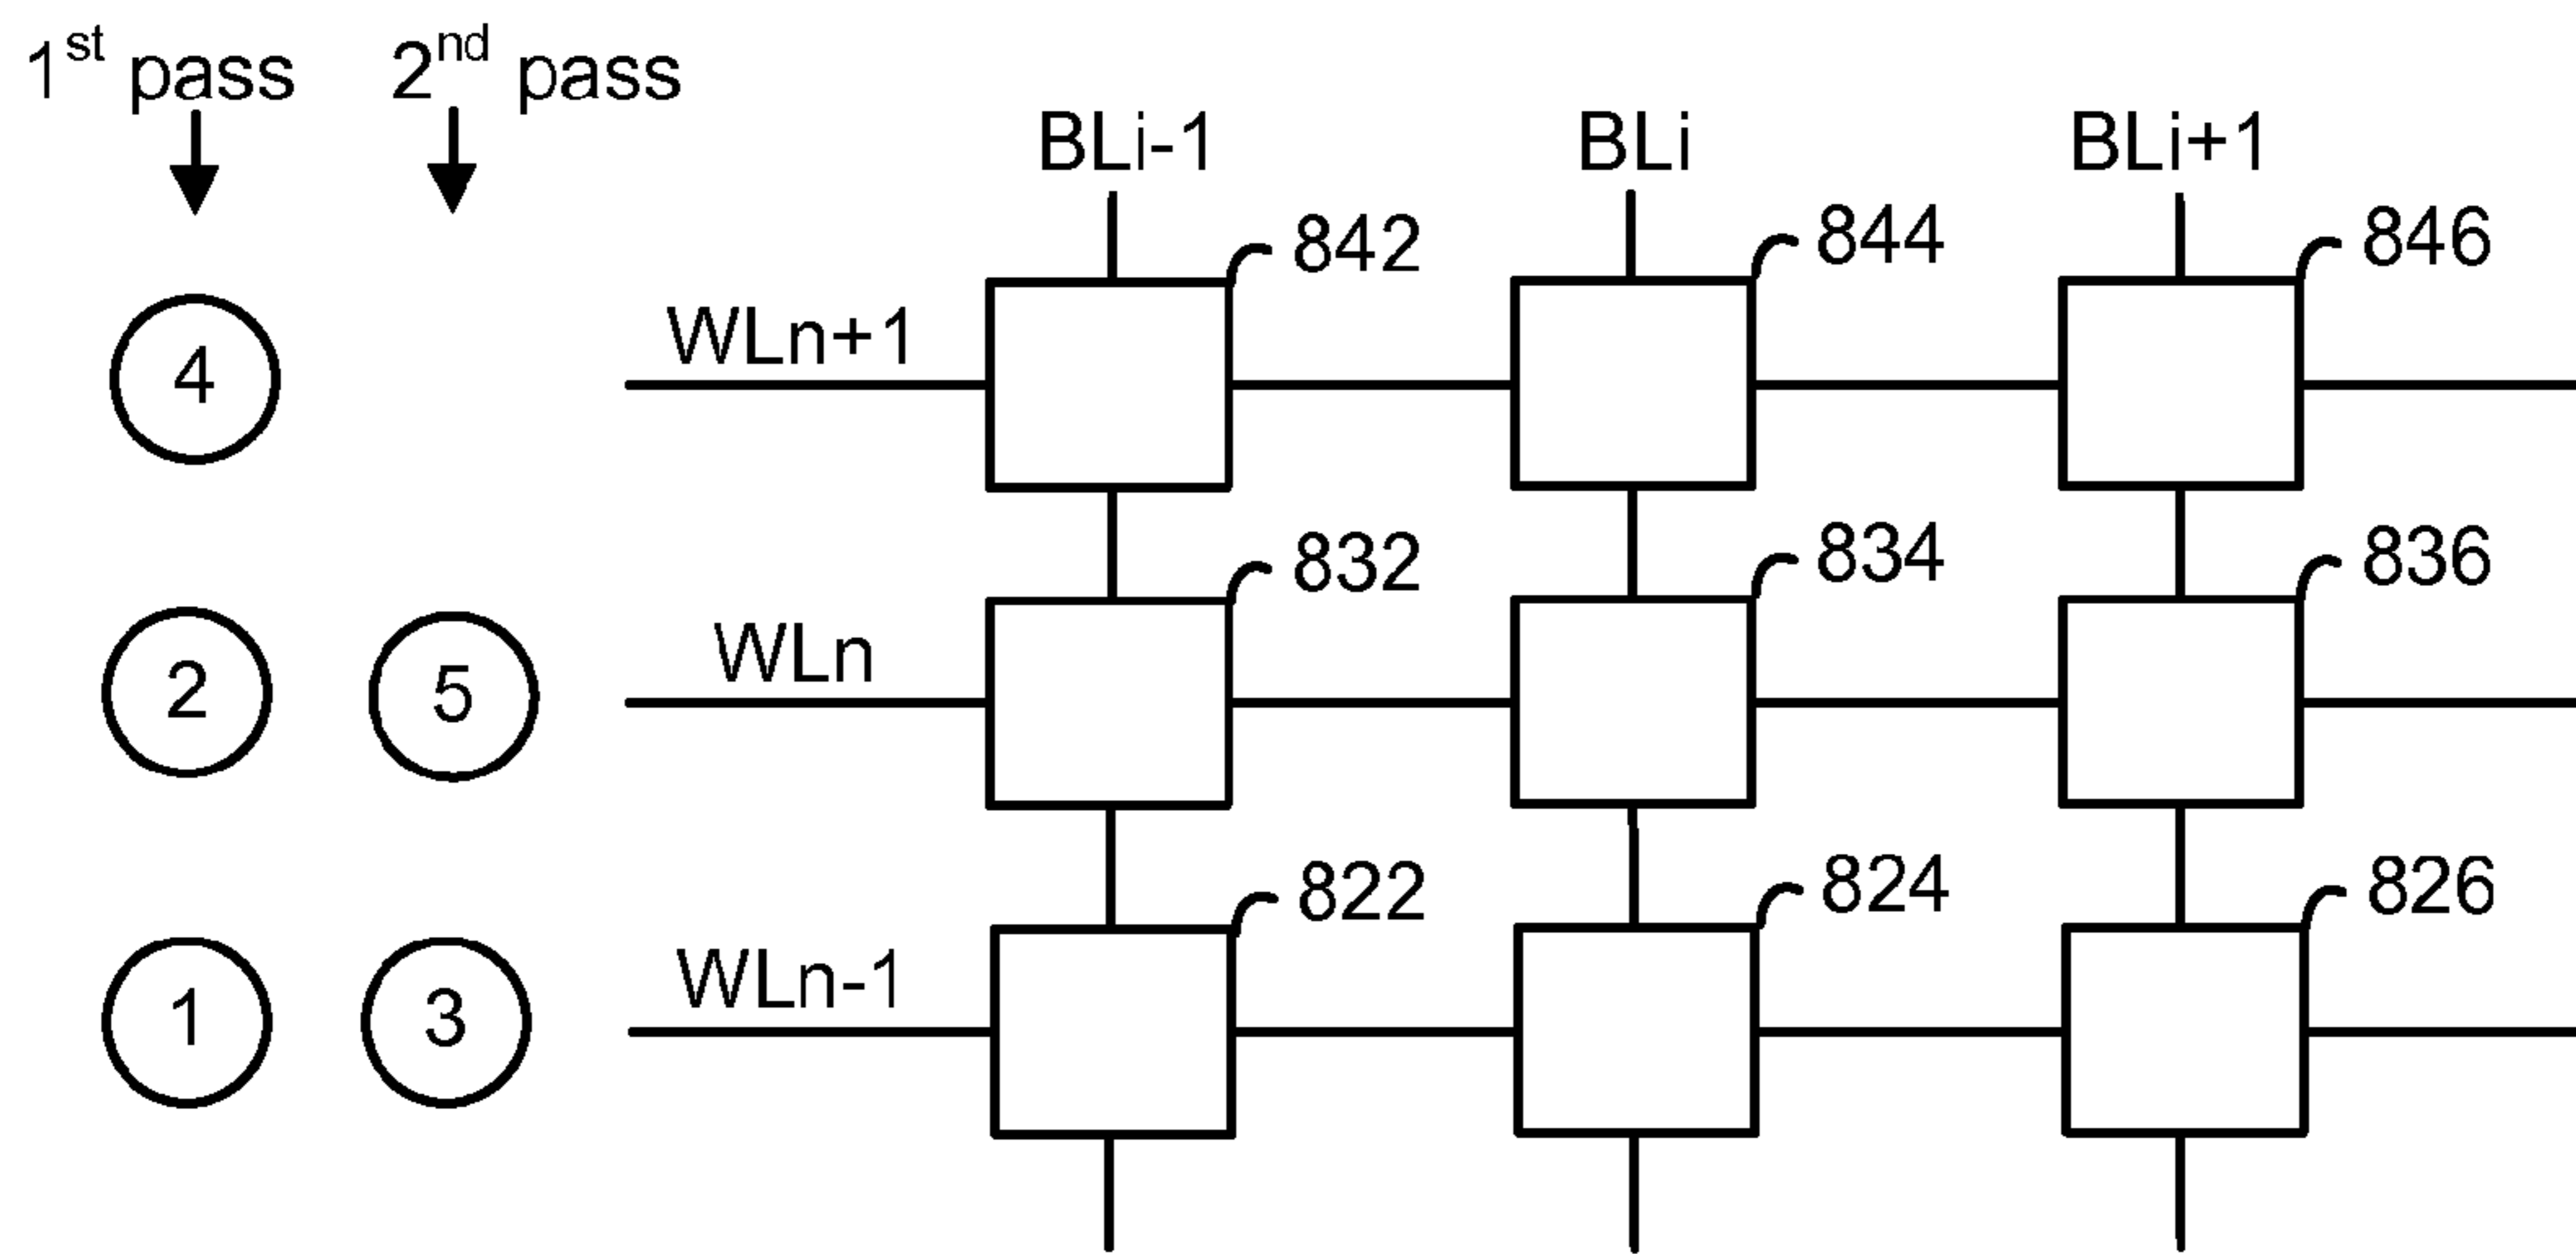 1st pass 2nd pass
BLi-1 BLi BLi+1
842 844 846
4 WLn+1
832 834 836
2 5 WLn
822 824 826
1 3 WLn-1